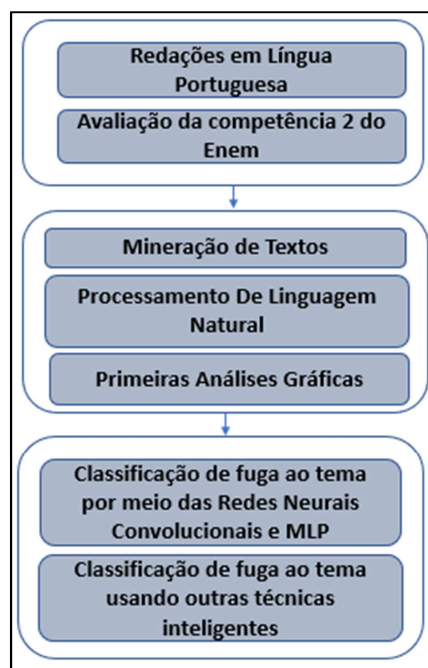 Redações em Língua
Portuguesa
Avaliação da competência 2 do
Enem
Mineração de Textos
Processamento De Linguagem
Natural
Primeiras Análises Gráficas
Classificação de fuga ao tema
por meio das Redes Neurais
Convolucionais e MLP
Classificação de fuga ao tema
usando outras técnicas
inteligentes